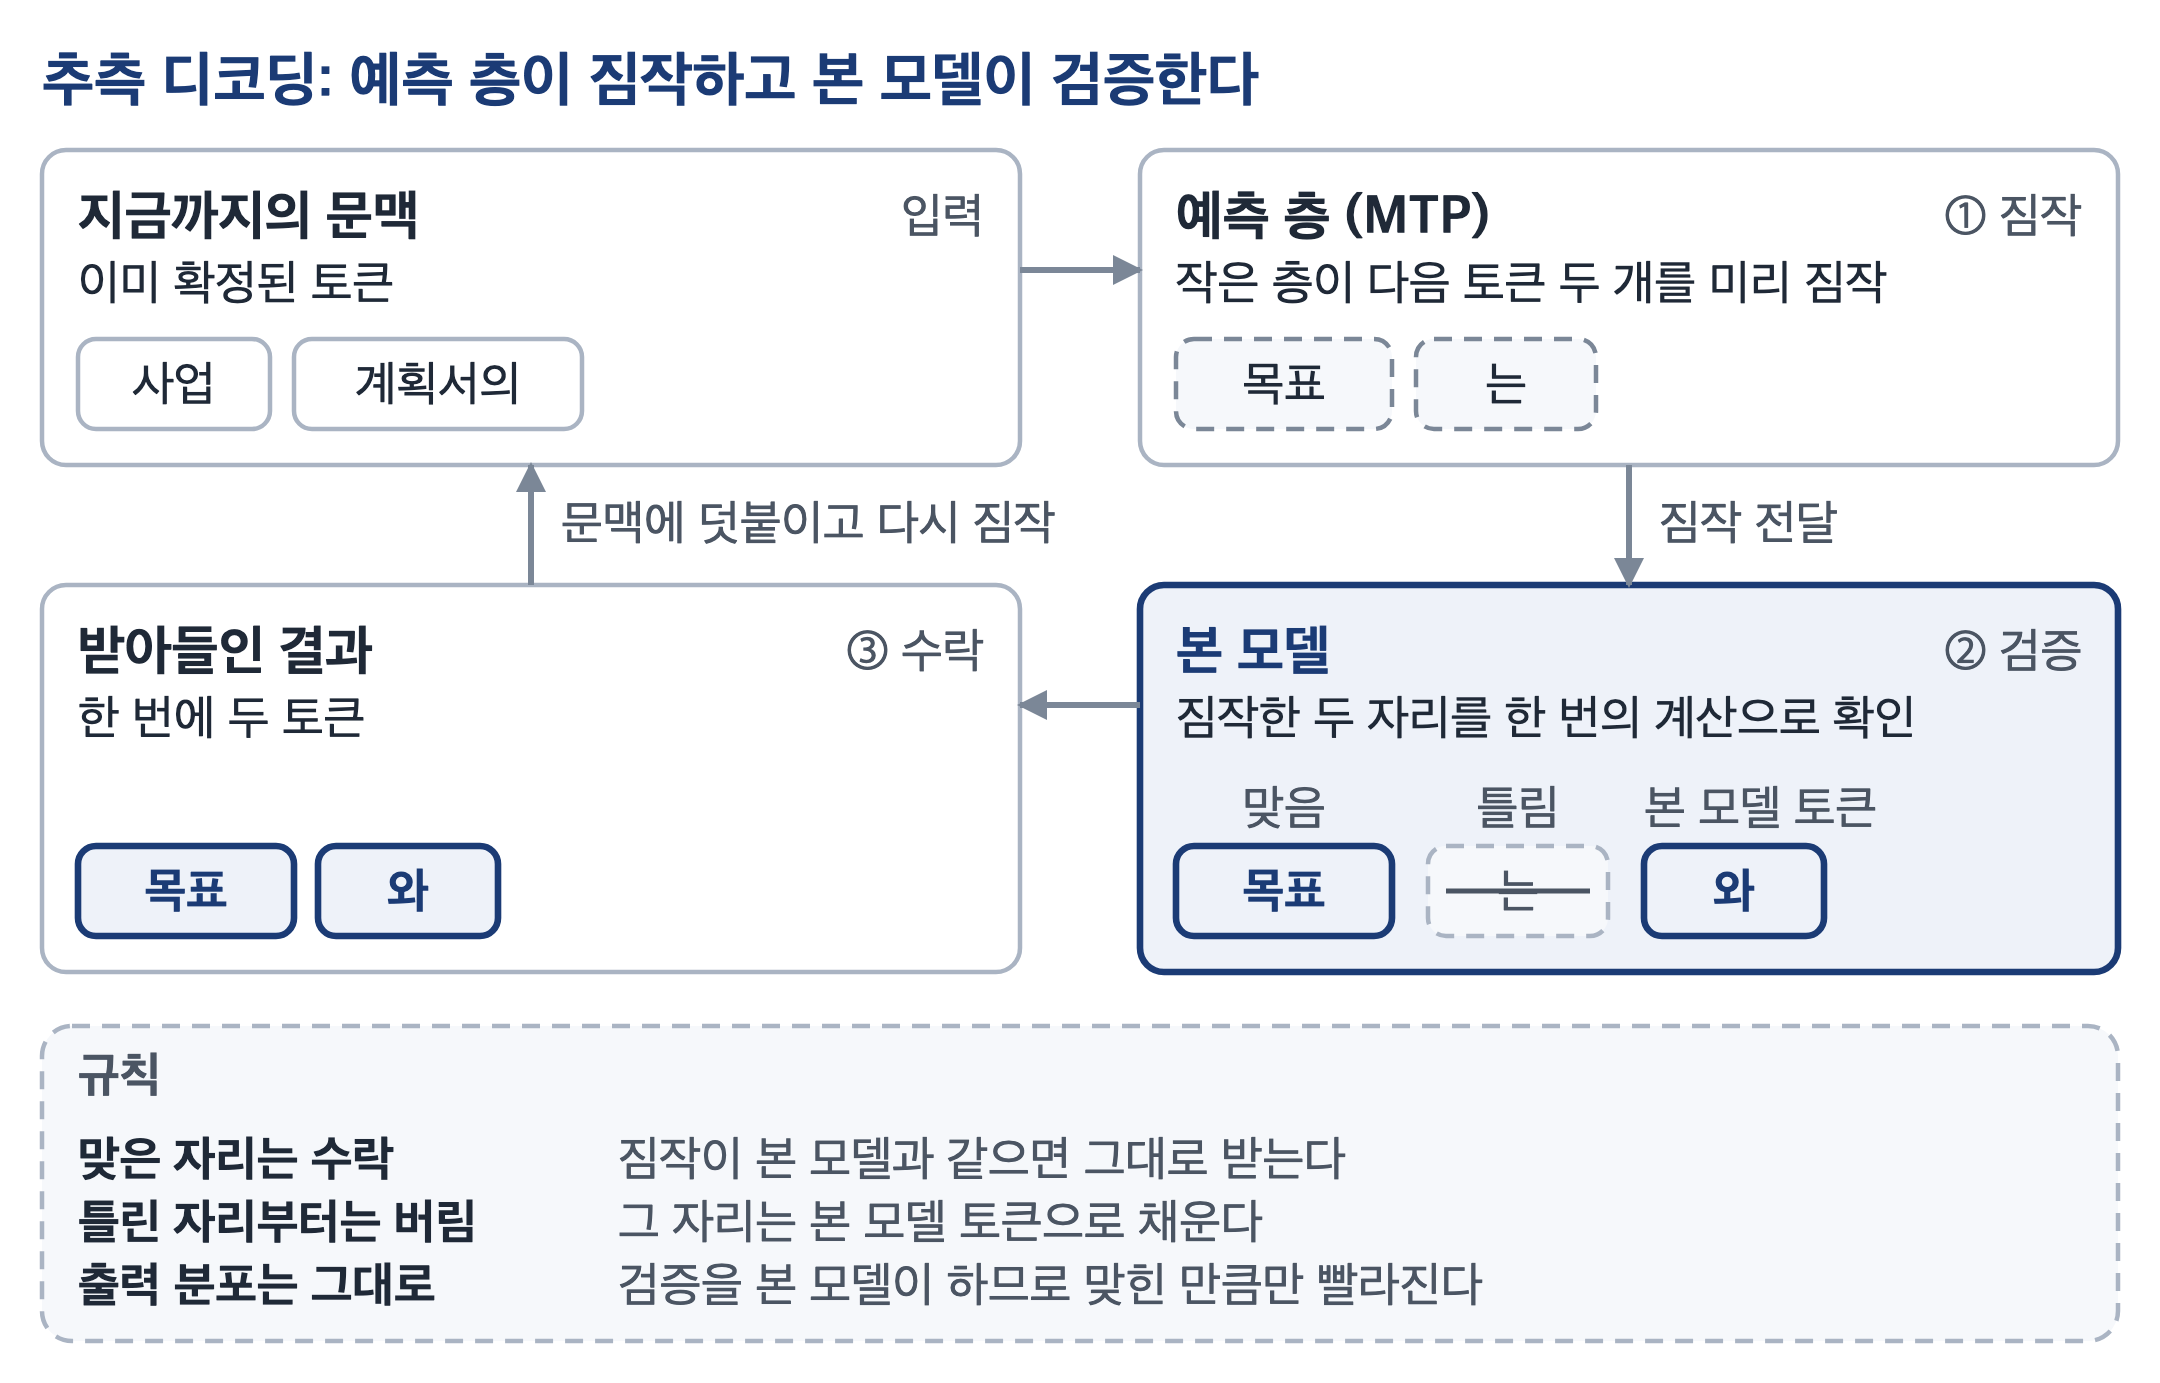 추측 디코딩: 예측 층이 짐작하고 본 모델이 검증한다
지금까지의 문맥
입력
이미 확정된 토큰
사업
계획서의
예측 층 (MTP)
① 짐작
작은 층이 다음 토큰 두 개를 미리 짐작
목표
는
문맥에 덧붙이고 다시 짐작
짐작 전달
받아들인 결과
③ 수락
한 번에 두 토큰
목표
와
본 모델
② 검증
짐작한 두 자리를 한 번의 계산으로 확인
맞음
틀림
본 모델 토큰
목표
는
와
규칙
맞은 자리는 수락
짐작이 본 모델과 같으면 그대로 받는다
틀린 자리부터는 버림
그 자리는 본 모델 토큰으로 채운다
출력 분포는 그대로
검증을 본 모델이 하므로 맞힌 만큼만 빨라진다